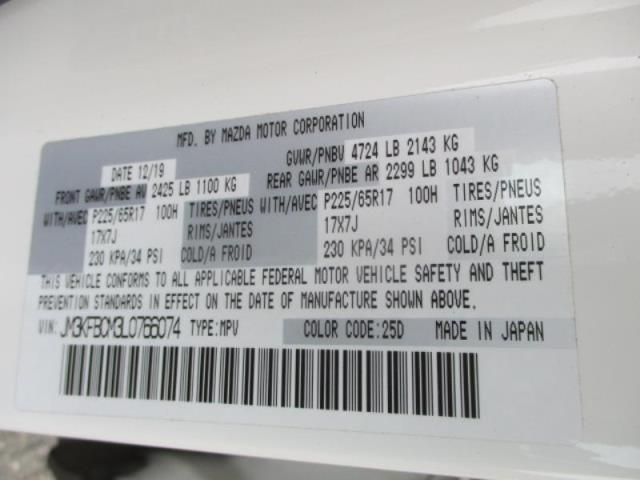 MFD. BY MAZDA MOTOR CORPORATION
DATE 12/19 GVWR/PNBV 4724 LB 2143 KG
FRONT GAWR/PNBE AV 2425 LB 1100 KG REAR GAWR/PNBE AR 2299 LB 1043 KG
WITH/AVEC P225/65R17 100H TIRES/PNEUS WITH/AVEC P225/65R17 100H TIRES/PNEUS
17X7J RIMS/JANTES 17X7J RIMS/JANTES
230 KPA/34 PSI COLD/A FROID 230 KPA/34 PSI COLD/A FROID
THIS VEHICLE CONFORMS TO ALL APPLICABLE FEDERAL MOTOR VEHICLE SAFETY AND THEFT
PREVENTION STANDARDS IN EFFECT ON THE DATE OF MANUFACTURE SHOWN ABOVE.
VIN: JM3KFBCM3L0766074 TYPE:MPV COLOR CODE:25D MADE IN JAPAN